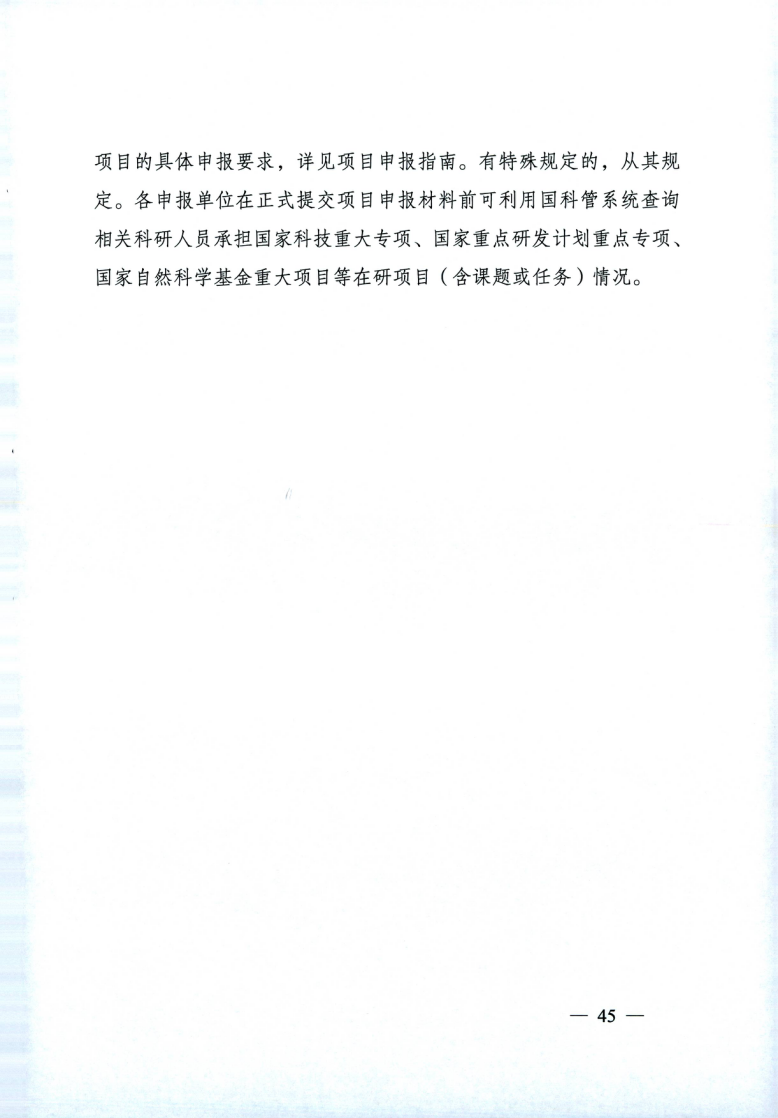 项目的具体申报要求，详见项目申报指南。有特殊规定的，从其规
定。各申报单位在正式提交项目申报材料前可利用国科管系统查询
相关科研人员承担国家科技重大专项、国家重点研发计划重点专项、
国家自然科学基金重大项目等在研项目（含课题或任务）情况。
— 45 —